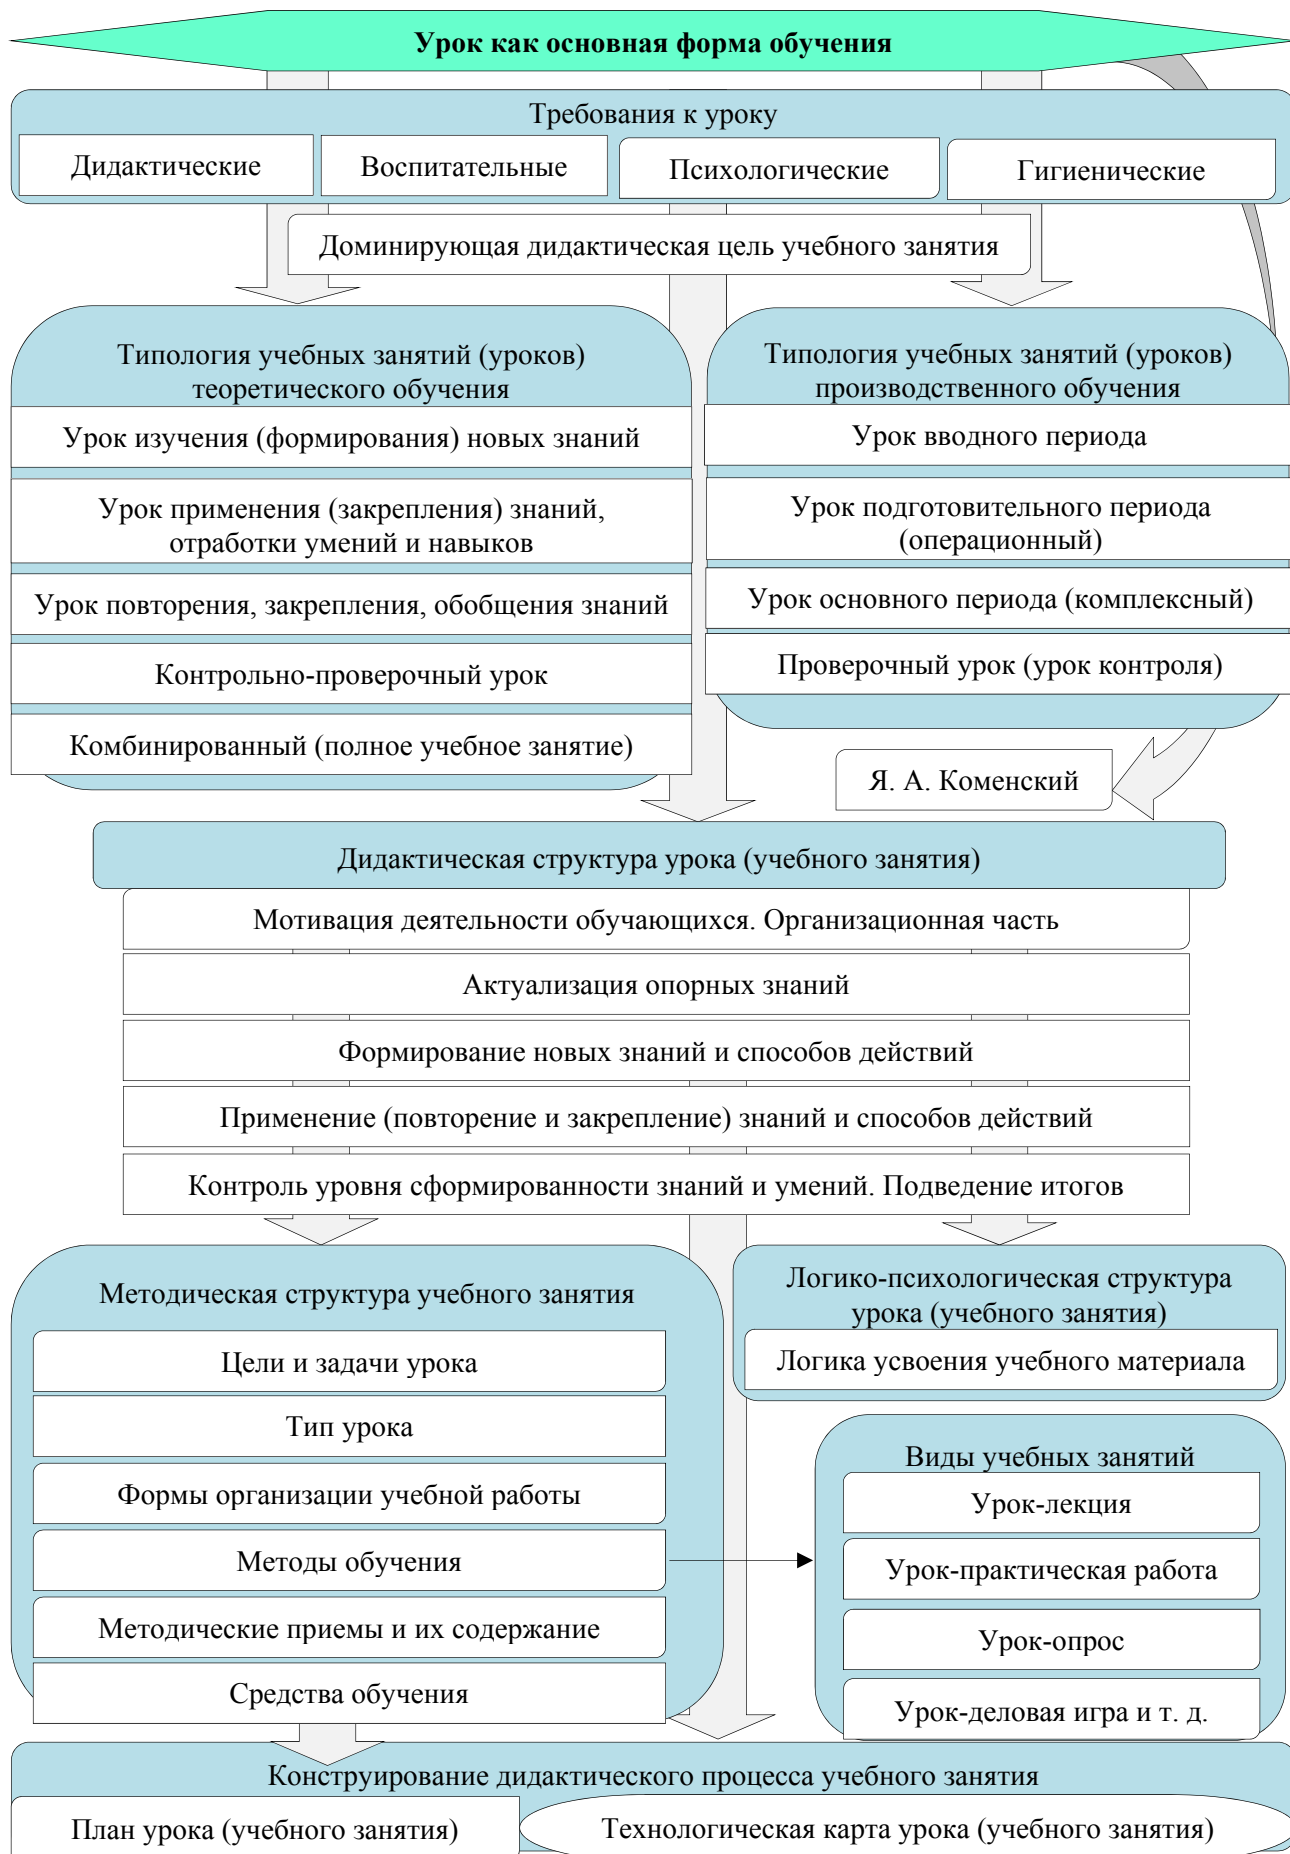 Урок как основная форма обучения
Требования к уроку
Дидактические
Воспитательные
Психологические
Гигиенические
Доминирующая дидактическая цель учебного занятия
Типология учебных занятий (уроков)
теоретического обучения
Урок изучения (формирования) новых знаний
Урок применения (закрепления) знаний,
отработки умений и навыков
Урок повторения, закрепления, обобщения знаний
Контрольно-проверочный урок
Комбинированный (полное учебное занятие)
Типология учебных занятий (уроков)
производственного обучения
Урок вводного периода
Урок подготовительного периода
(операционный)
Урок основного периода (комплексный)
Проверочный урок (урок контроля)
Я. А. Коменский
Дидактическая структура урока (учебного занятия)
Мотивация деятельности обучающихся. Организационная часть
Актуализация опорных знаний
Формирование новых знаний и способов действий
Применение (повторение и закрепление) знаний и способов действий
Контроль уровня сформированности знаний и умений. Подведение итогов
Методическая структура учебного занятия
Цели и задачи урока
Тип урока
Формы организации учебной работы
Методы обучения
Методические приемы и их содержание
Средства обучения
Логико-психологическая структура
урока (учебного занятия)
Логика усвоения учебного материала
Виды учебных занятий
Урок-лекция
Урок-практическая работа
Урок-опрос
Урок-деловая игра и т. д.
Конструирование дидактического процесса учебного занятия
План урока (учебного занятия)
Технологическая карта урока (учебного занятия)